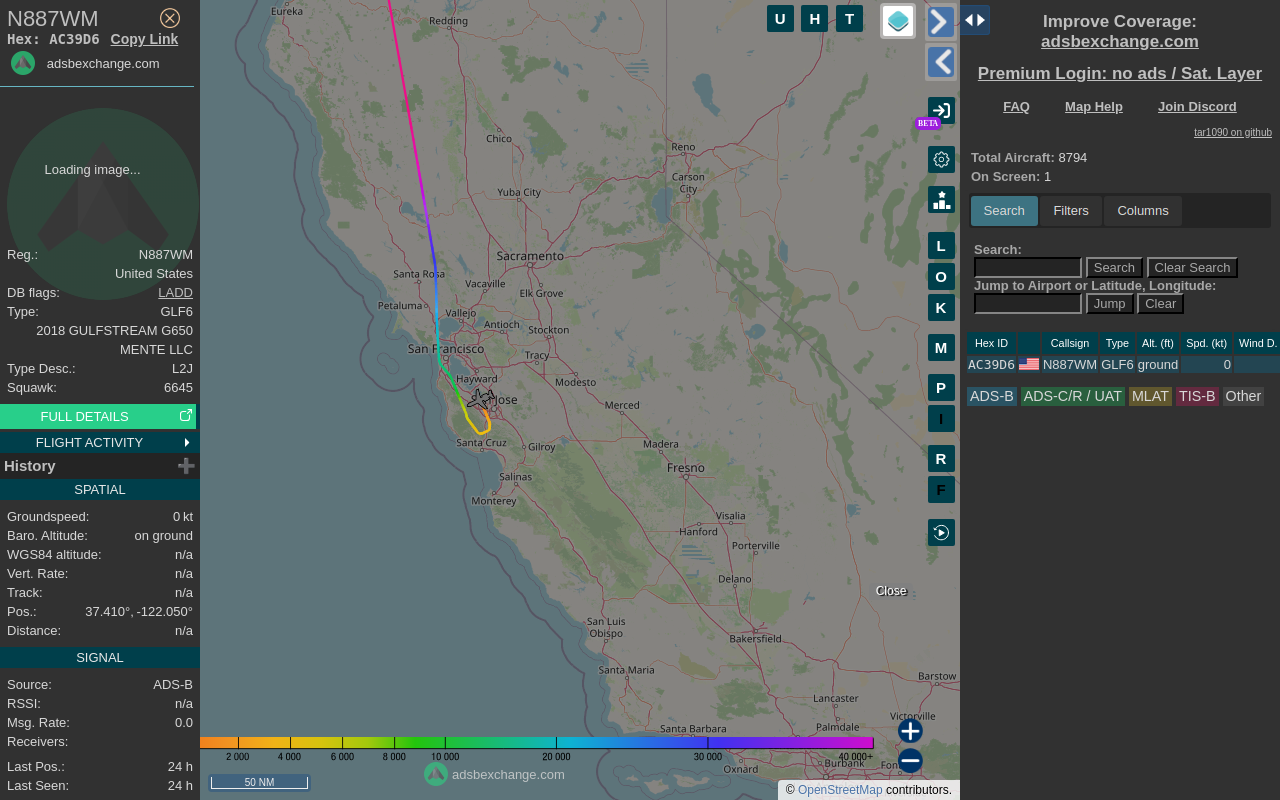 N887WM
Hex: AC39D6 Copy Link
adsbexchange.com
Loading image...
Reg.: N887WM
United States
DB flags: LADD
Type: GLF6
2018 GULFSTREAM G650
MENTE LLC
Type Desc.: L2J
Squawk: 6645
FULL DETAILS
FLIGHT ACTIVITY
History
SPATIAL
Groundspeed: 0 kt
Baro. Altitude: on ground
WGS84 altitude: n/a
Vert. Rate: n/a
Track: n/a
Pos.: 37.410°, -122.050°
Distance: n/a
SIGNAL
Source: ADS-B
RSSI: n/a
Msg. Rate: 0.0
Receivers:
Last Pos.: 24 h
Last Seen: 24 h
Eureka
Redding
Chico
Reno
Carson
City
Yuba City
Sacramento
Santa Rosa
Vacaville
Elk Grove
Petaluma
Vallejo
Antioch
Stockton
San Francisco
Tracy
Hayward
Modesto
Jose
Merced
Santa Cruz
Gilroy
Madera
Salinas
Fresno
Monterey
Visalia
Hanford
Porterville
Delano
San Luis
Obispo
Bakersfield
Santa Maria
Barstow
Lancaster
Victorville
Santa Barbara
Palmdale
Oxnard
Burbank
U H T
BETA
L
O
K
M
P
I
R
F
Close
2 000 4 000 6 000 8 000 10 000 20 000 30 000 40 000+
adsbexchange.com
50 NM
© OpenStreetMap contributors.
Improve Coverage:
adsbexchange.com
Premium Login: no ads / Sat. Layer
FAQ Map Help Join Discord
tar1090 on github
Total Aircraft: 8794
On Screen: 1
Search Filters Columns
Search:
Search Clear Search
Jump to Airport or Latitude, Longitude:
Jump Clear
Hex ID Callsign Type Alt. (ft) Spd. (kt) Wind D.
AC39D6 N887WM GLF6 ground 0
ADS-B ADS-C/R / UAT MLAT TIS-B Other